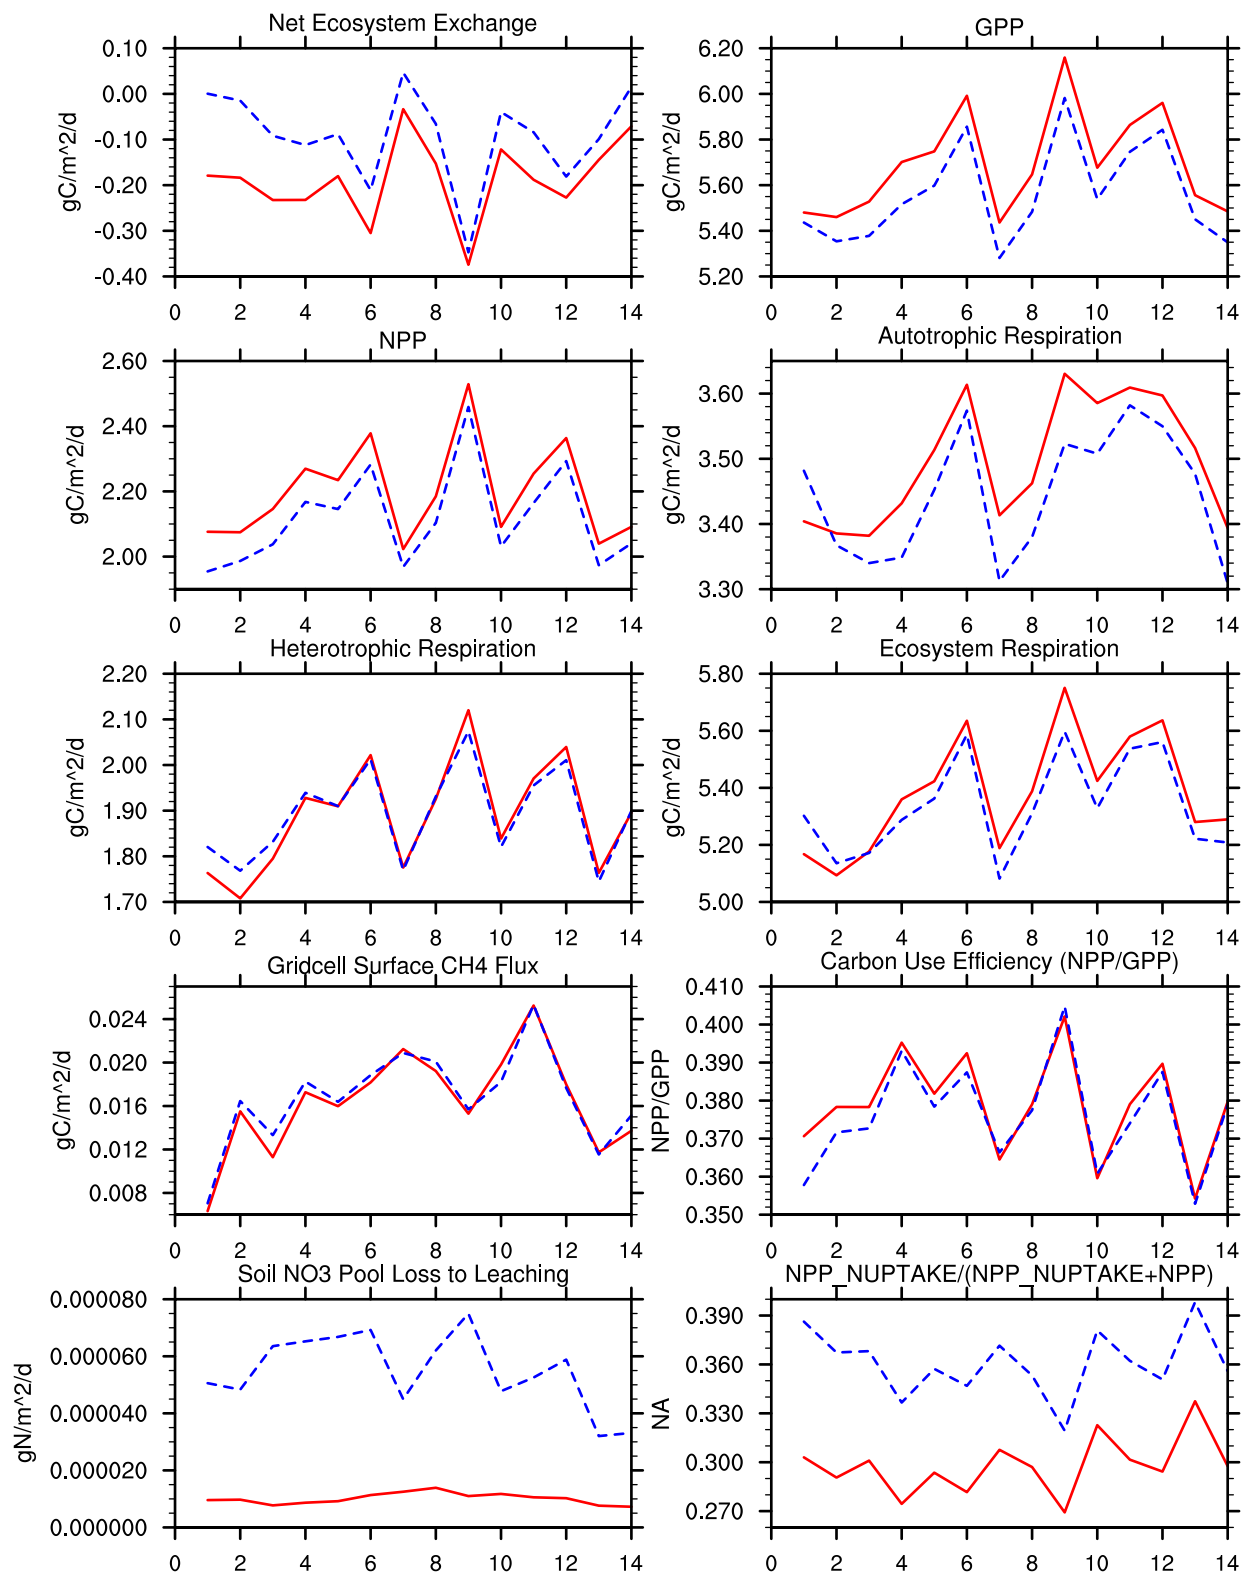 Net Ecosystem Exchange
gC/m^2/d
0.10
0.00
-0.10
-0.20
-0.30
-0.40
0 2 4 6 8 10 12 14
GPP
gC/m^2/d
6.20
6.00
5.80
5.60
5.40
5.20
0 2 4 6 8 10 12 14
NPP
gC/m^2/d
2.60
2.40
2.20
2.00
0 2 4 6 8 10 12 14
Autotrophic Respiration
gC/m^2/d
3.60
3.50
3.40
3.30
0 2 4 6 8 10 12 14
Heterotrophic Respiration
gC/m^2/d
2.20
2.10
2.00
1.90
1.80
1.70
0 2 4 6 8 10 12 14
Ecosystem Respiration
gC/m^2/d
5.80
5.60
5.40
5.20
5.00
0 2 4 6 8 10 12 14
Gridcell Surface CH4 Flux
gC/m^2/d
0.024
0.020
0.016
0.012
0.008
0 2 4 6 8 10 12 14
Carbon Use Efficiency (NPP/GPP)
NPP/GPP
0.410
0.400
0.390
0.380
0.370
0.360
0.350
0 2 4 6 8 10 12 14
Soil NO3 Pool Loss to Leaching
gN/m^2/d
0.000080
0.000060
0.000040
0.000020
0.000000
0 2 4 6 8 10 12 14
NPP_NUPTAKE/(NPP_NUPTAKE+NPP)
NA
0.390
0.360
0.330
0.300
0.270
0 2 4 6 8 10 12 14